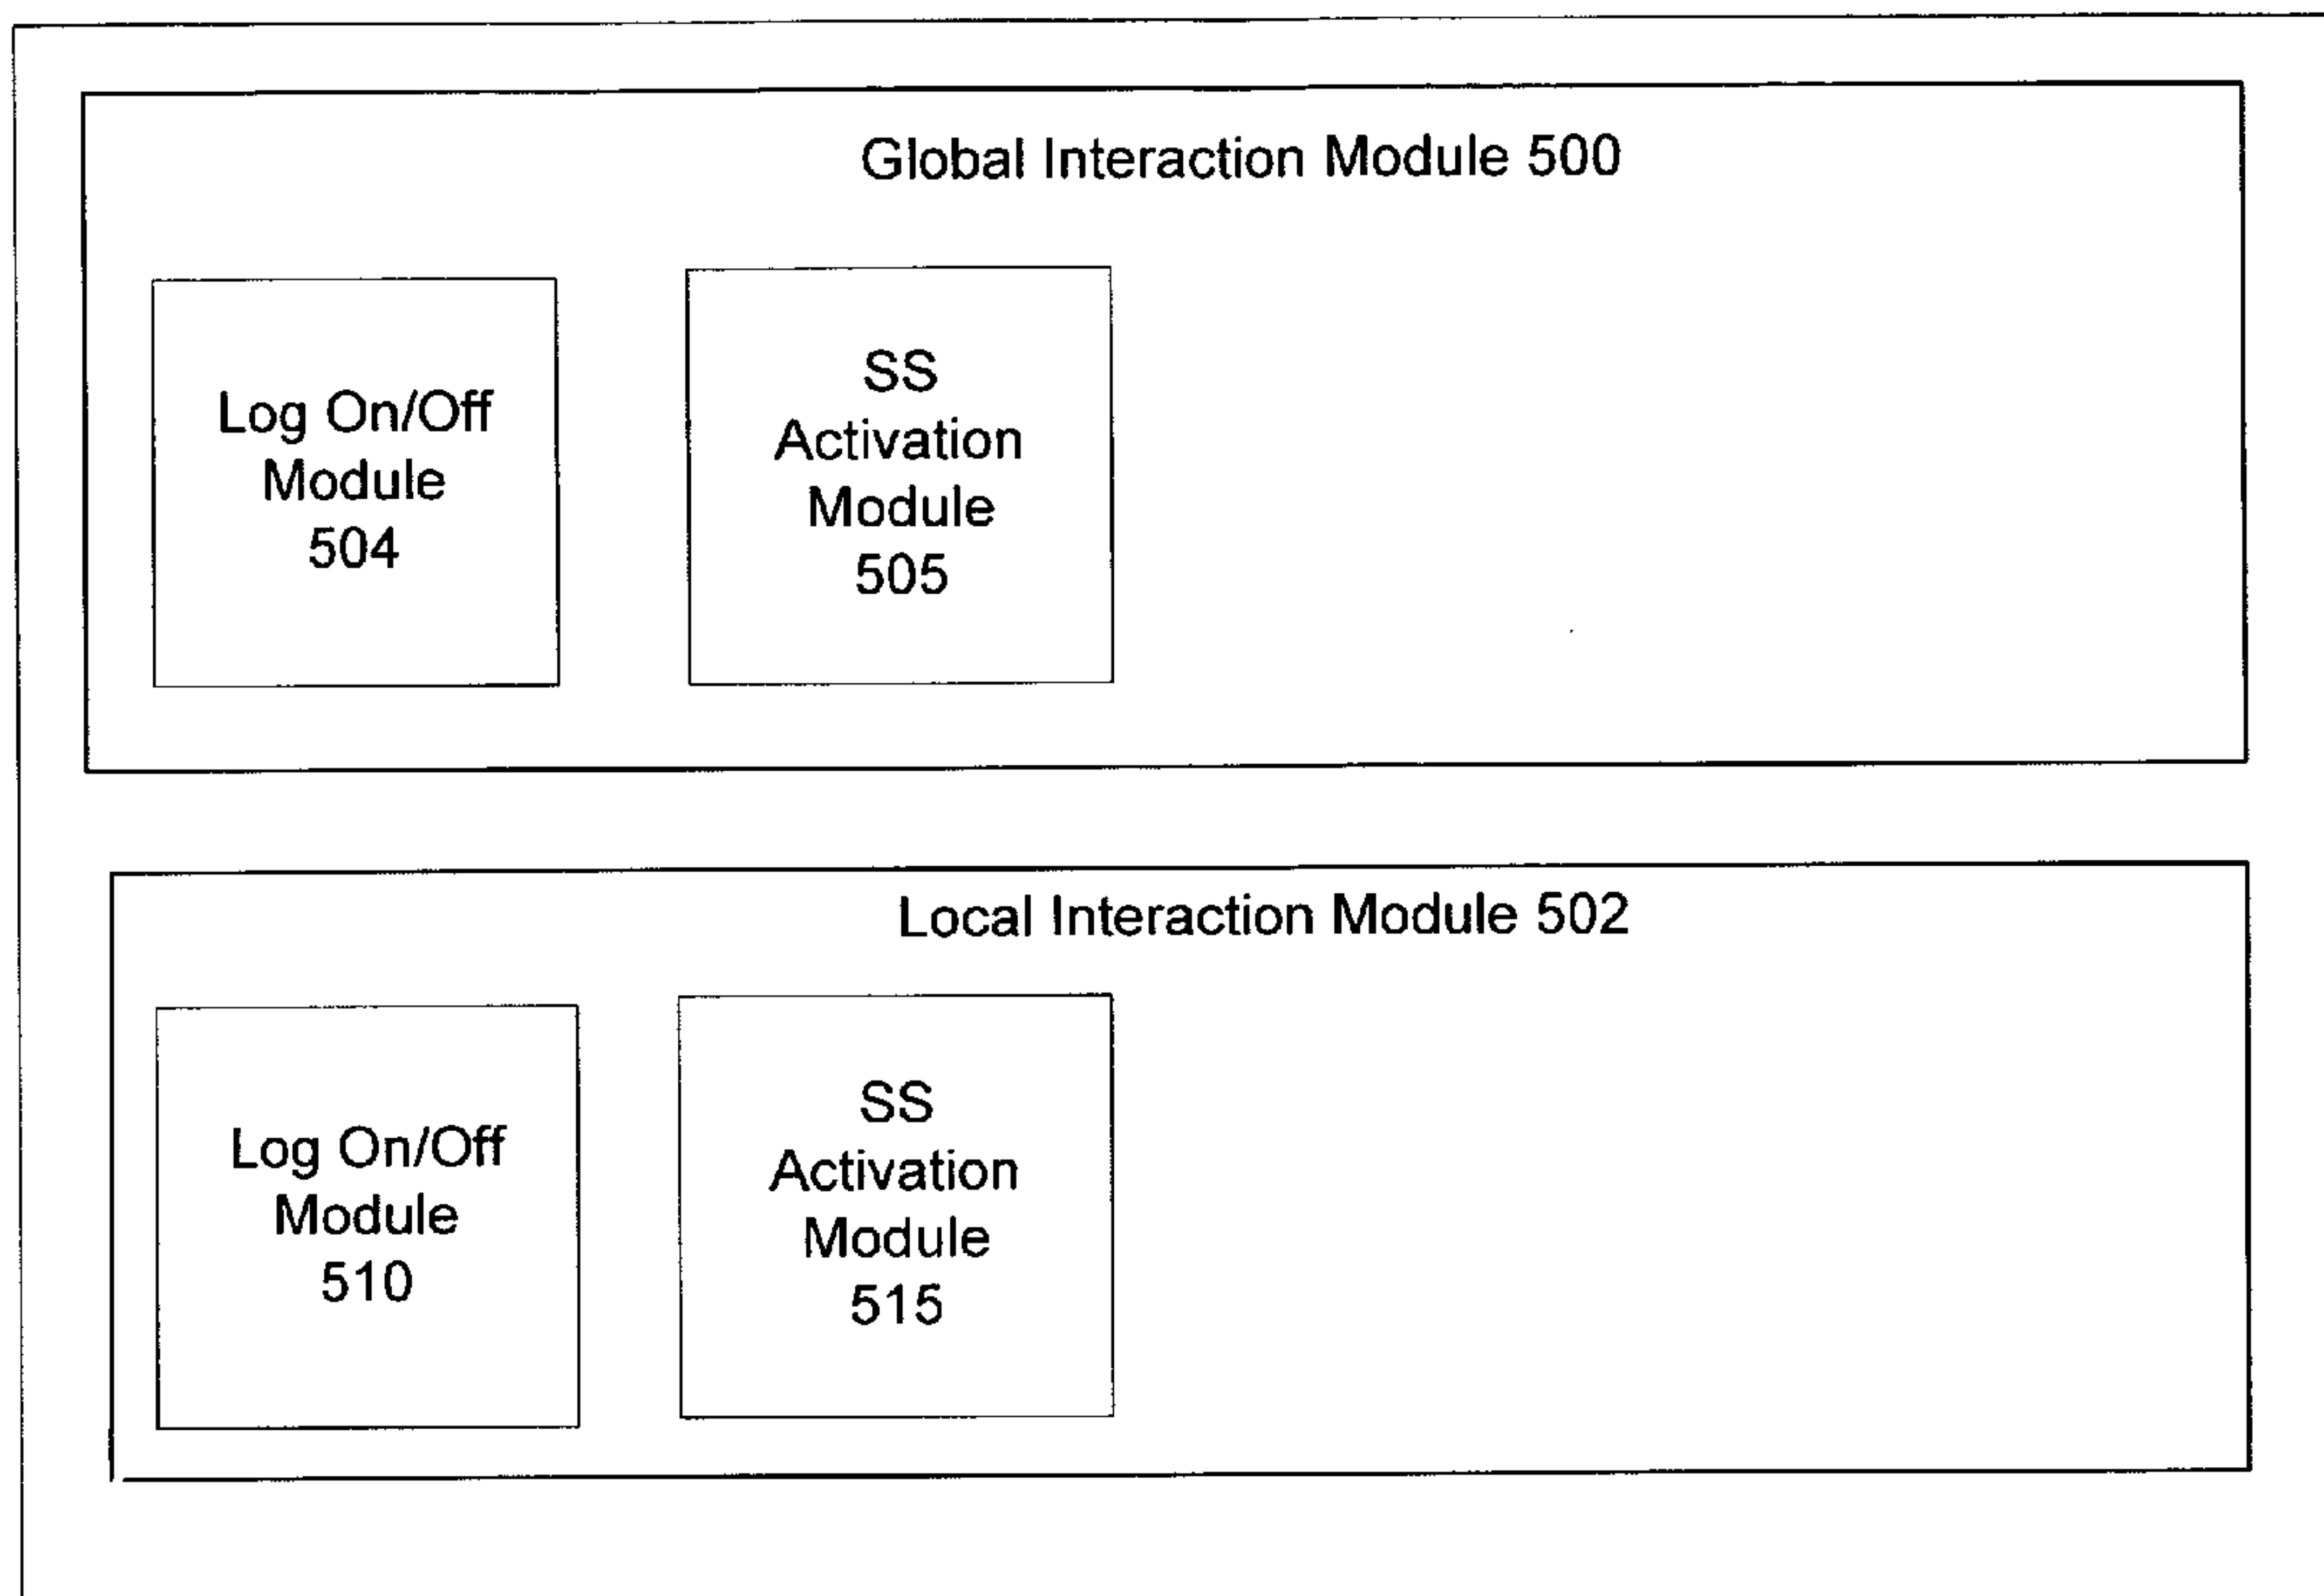 Global Interaction Module 500
Log On/Off
Module
504
SS
Activation
Module
505
Local Interaction Module 502
Log On/Off
Module
510
SS
Activation
Module
515